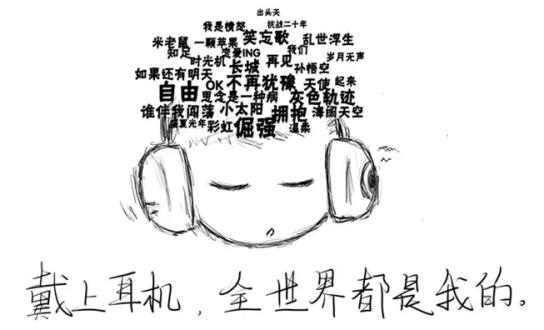 出头天
我是愤怒 抗战二十年
米老鼠 一颗苹果 笑忘歌 乱世浮生
知足 恋爱ING 我们
时光机 长城 再见 岁月无声
如果还有明天 孙悟空
自由 OK 不再犹豫 天使 起来
思念是一种病 灰色轨迹
谁伴我闯荡 小太阳 拥抱 海阔天空
盛夏光年 彩虹 倔强 温柔
戴上耳机，全世界都是我的。